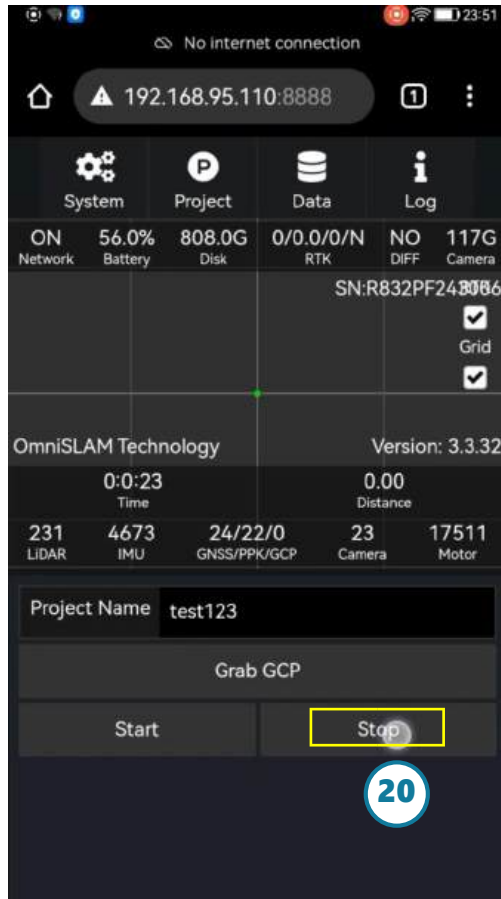 23:51
No internet connection
192.168.95.110:8888 1
System Project Data Log
ON 56.0% 808.0G 0/0.0/0/N NO 117G
Network Battery Disk RTK DIFF Camera
SN:R832PF243066
Grid
OmniSLAM Technology Version: 3.3.32
0:0:23 0.00
Time Distance
231 4673 24/22/0 23 17511
LiDAR IMU GNSS/PPK/GCP Camera Motor
Project Name test123
Grab GCP
Start Stop
20